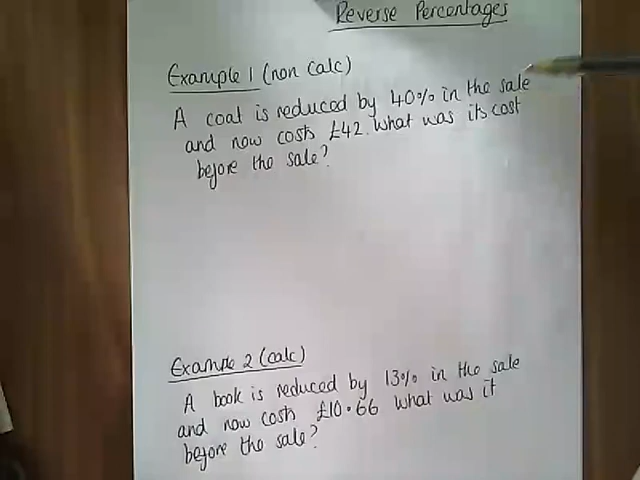 Reverse Percentages
Example 1 (non calc)
A coat is reduced by 40% in the sale
and now costs £42. What was its cost
before the sale?
Example 2 (calc)
A book is reduced by 13% in the sale
and now costs £10.66 what was it
before the sale?